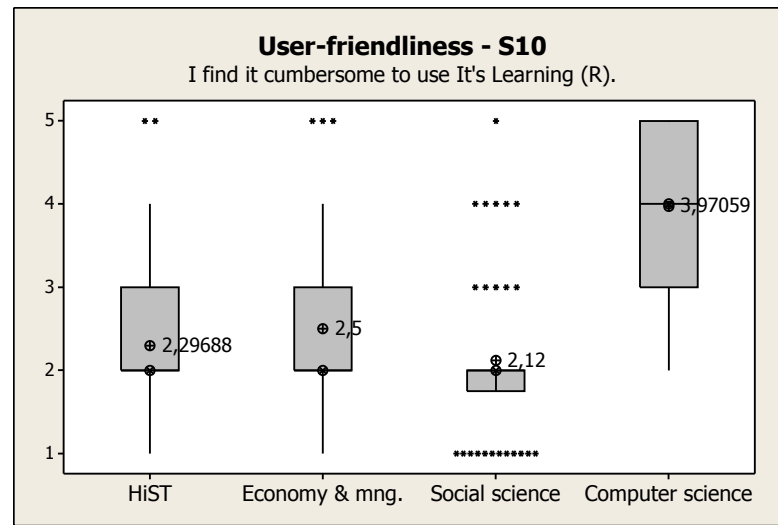 User-friendliness - S10
I find it cumbersome to use It's Learning (R).
5
4
3
2
1
2,29688
2,5
2,12
3,97059
HiST
Economy & mng.
Social science
Computer science